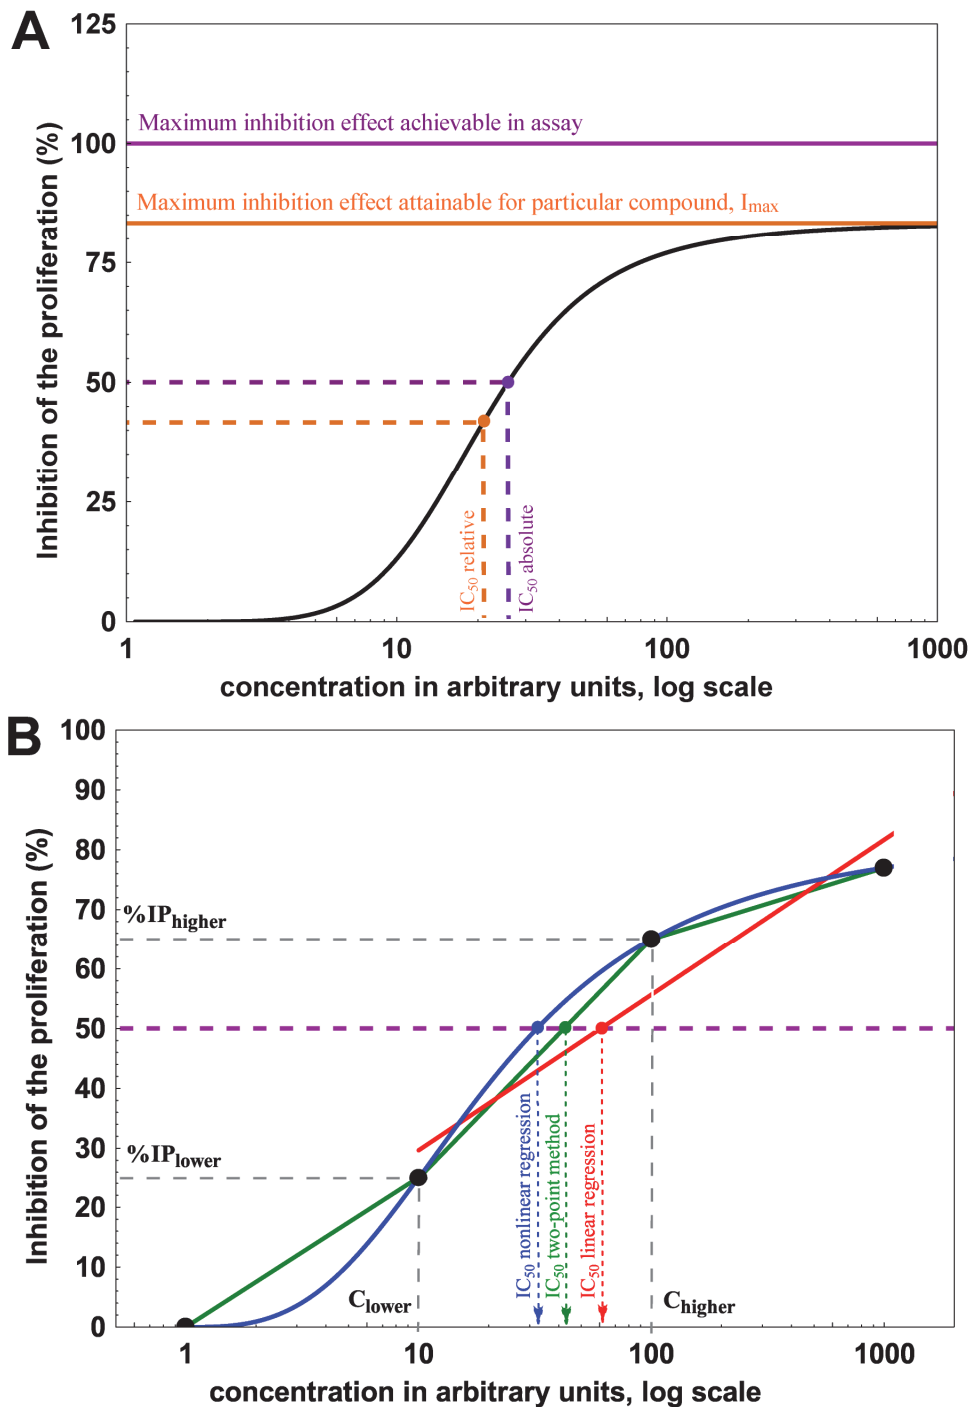 A
125
100
75
50
25
0
Inhibition of the proliferation (%)
Maximum inhibition effect achievable in assay
Maximum inhibition effect attainable for particular compound, Imax
IC50 relative
IC50 absolute
1
10
100
1000
concentration in arbitrary units, log scale
B
100
90
80
70
60
50
40
30
20
10
0
Inhibition of the proliferation (%)
%IPhigher
%IPlower
Clower
Chigher
IC50 nonlinear regression
IC50 two-point method
IC50 linear regression
1
10
100
1000
concentration in arbitrary units, log scale